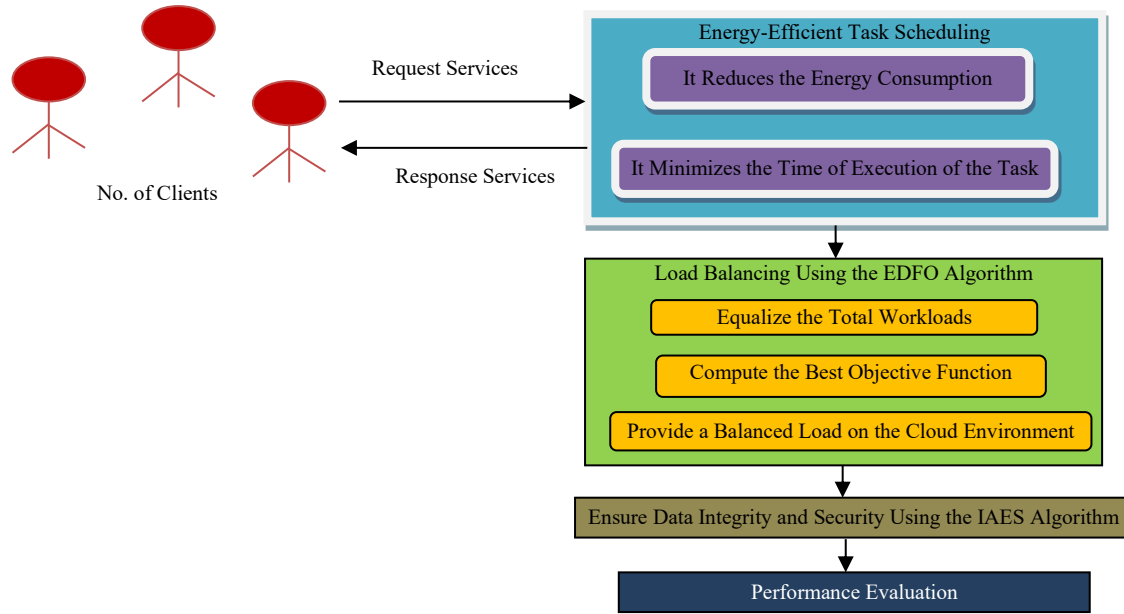 Energy-Efficient Task Scheduling
It Reduces the Energy Consumption
It Minimizes the Time of Execution of the Task
Request Services
Response Services
No. of Clients
Load Balancing Using the EDFO Algorithm
Equalize the Total Workloads
Compute the Best Objective Function
Provide a Balanced Load on the Cloud Environment
Ensure Data Integrity and Security Using the IAES Algorithm
Performance Evaluation